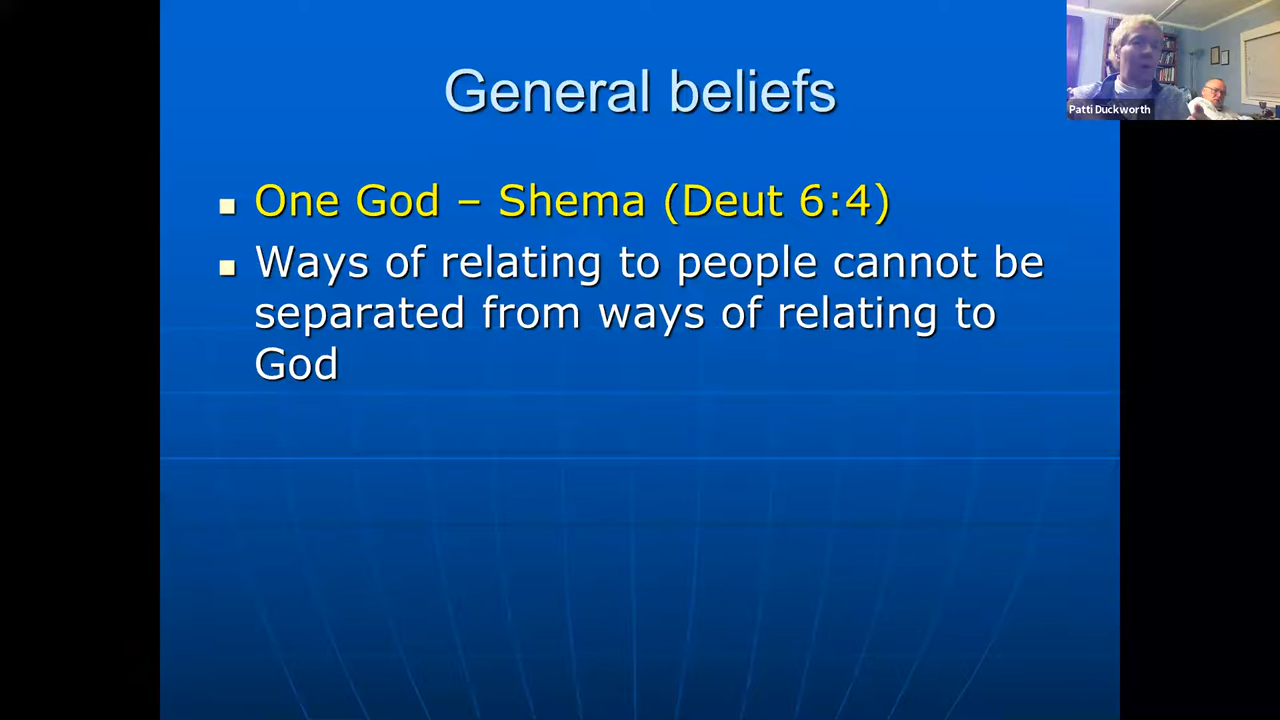 General beliefs
One God – Shema (Deut 6:4)
Ways of relating to people cannot be
separated from ways of relating to
God
Patti Duckworth